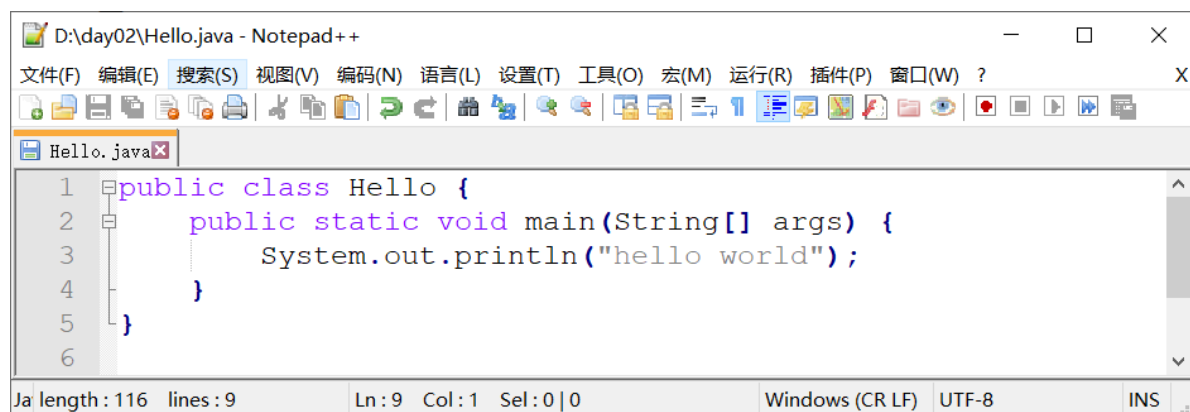 D:\day02\Hello.java - Notepad++
文件(F) 编辑(E) 搜索(S) 视图(V) 编码(N) 语言(L) 设置(T) 工具(O) 宏(M) 运行(R) 插件(P) 窗口(W) ? X
Hello.java
1 public class Hello {
2 public static void main(String[] args) {
3 System.out.println("hello world");
4 }
5 }
6
Ja length : 116 lines : 9 Ln : 9 Col : 1 Sel : 0 | 0 Windows (CR LF) UTF-8 INS